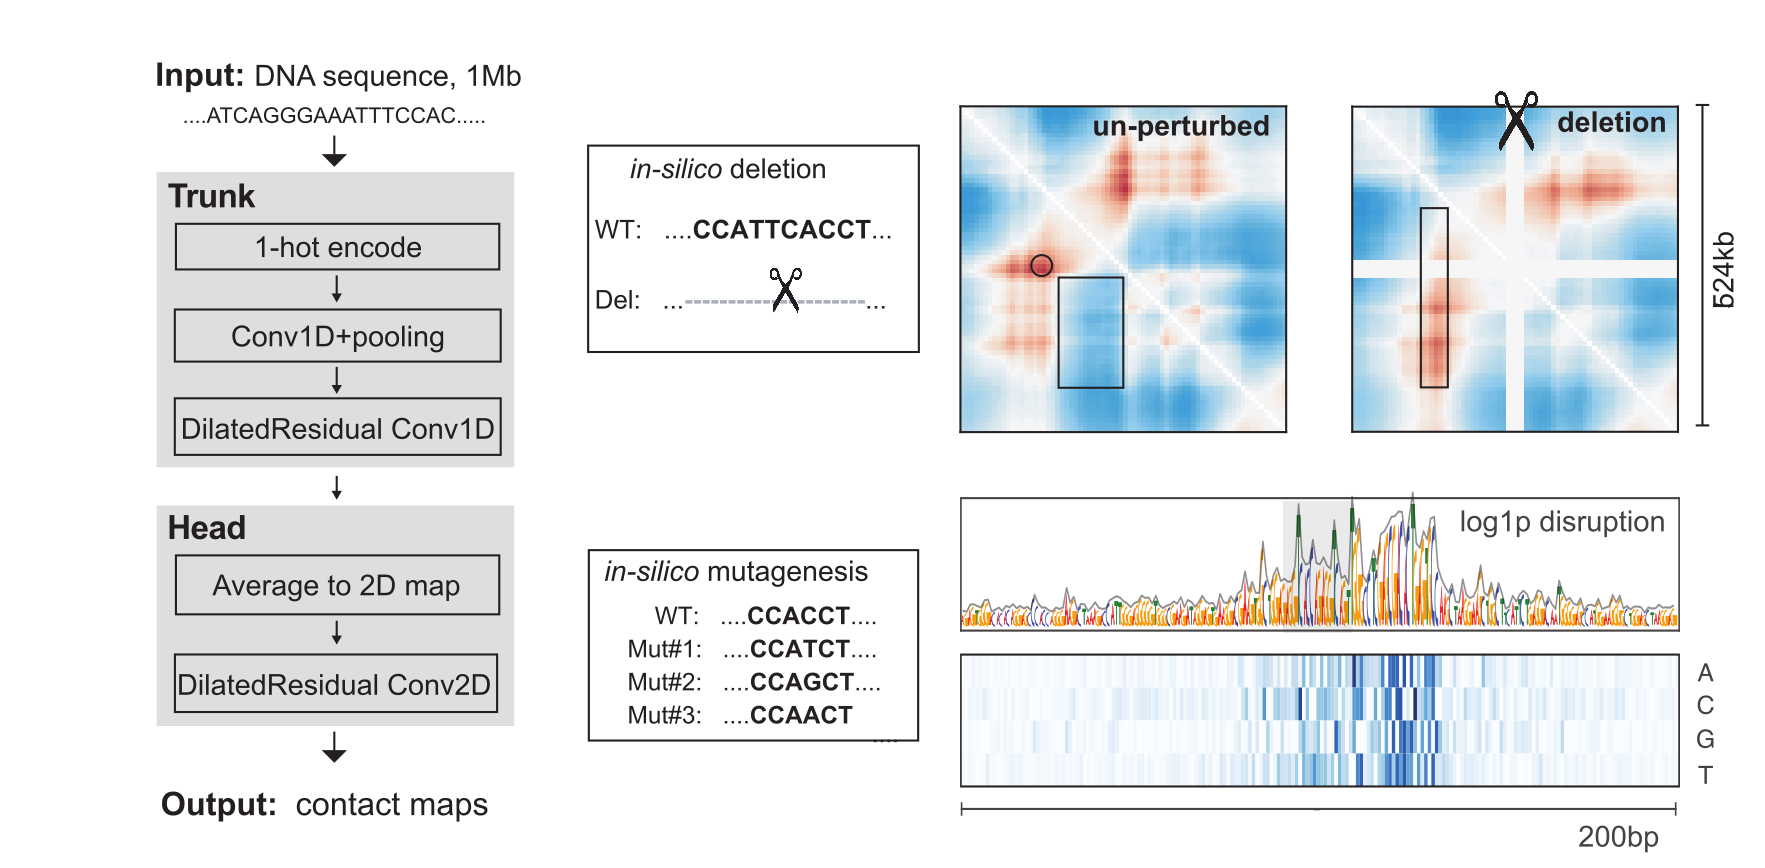 Input: DNA sequence, 1Mb
....ATCAGGGAAATTTCCAC.....
Trunk
1-hot encode
Conv1D+pooling
DilatedResidual Conv1D
Head
Average to 2D map
DilatedResidual Conv2D
Output: contact maps
in-silico deletion
WT: ....CCATTCACCT...
Del: ...------------------...
in-silico mutagenesis
WT: ....CCACCT....
Mut#1: ....CCATCT....
Mut#2: ....CCAGCT....
Mut#3: ....CCAACT
....
un-perturbed
deletion
524kb
log1p disruption
A
C
G
T
200bp